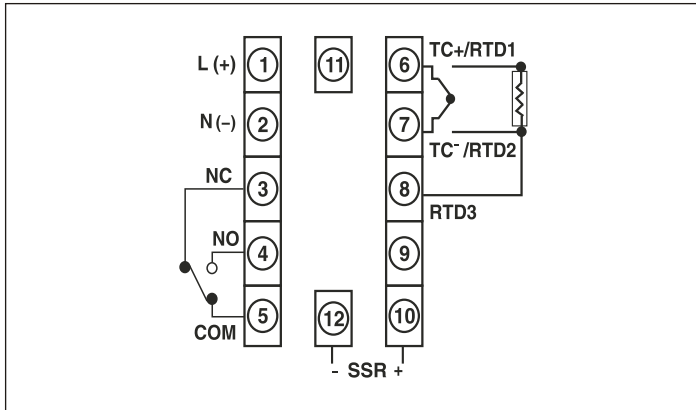 L (+) 1 11 6 TC+/RTD1
N (–) 2 7
TC- /RTD2
NC 3 8
RTD3
NO 4 9
5 12 10
COM
- SSR +